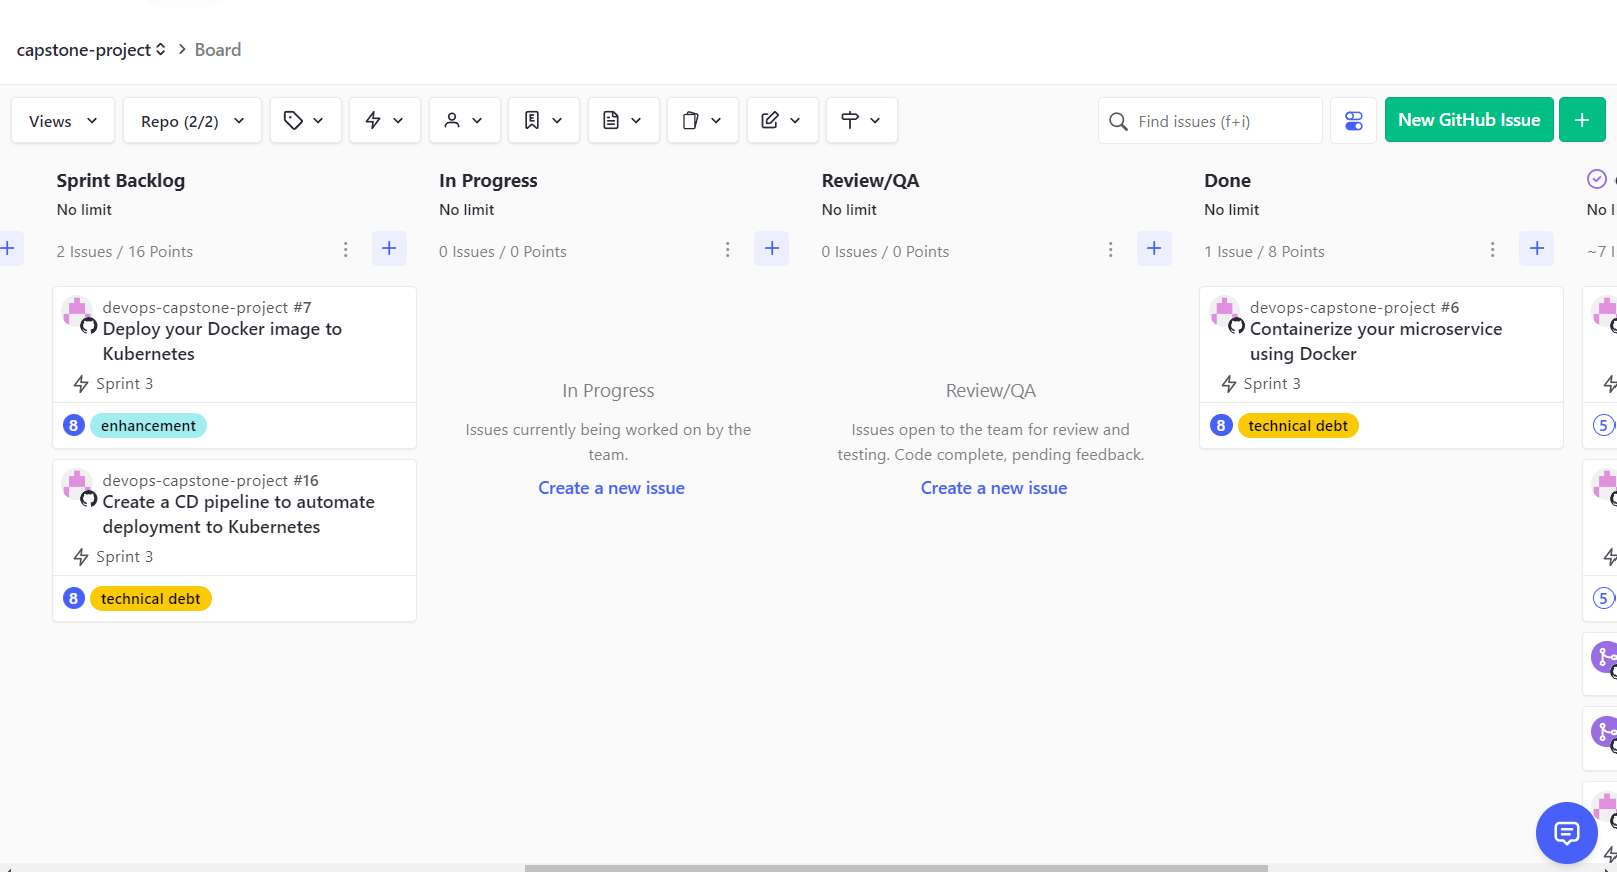 capstone-project > Board
Views
Repo (2/2)
Find issues (f+i)
New GitHub Issue
+
Sprint Backlog
No limit
2 Issues / 16 Points
devops-capstone-project #7
Deploy your Docker image to
Kubernetes
Sprint 3
8 enhancement
devops-capstone-project #16
Create a CD pipeline to automate
deployment to Kubernetes
Sprint 3
8 technical debt
In Progress
No limit
0 Issues / 0 Points
In Progress
Issues currently being worked on by the
team.
Create a new issue
Review/QA
No limit
0 Issues / 0 Points
Review/QA
Issues open to the team for review and
testing. Code complete, pending feedback.
Create a new issue
Done
No limit
1 Issue / 8 Points
devops-capstone-project #6
Containerize your microservice
using Docker
Sprint 3
8 technical debt
No
~7
5
5